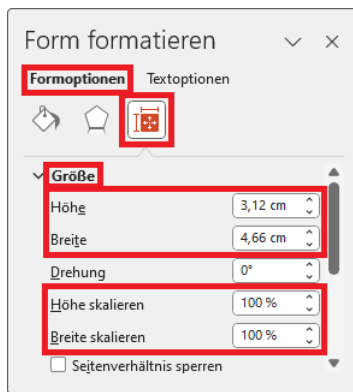 Form formatieren
Formoptionen Textoptionen
Größe
Höhe 3,12 cm
Breite 4,66 cm
Drehung 0°
Höhe skalieren 100 %
Breite skalieren 100 %
Seitenverhältnis sperren